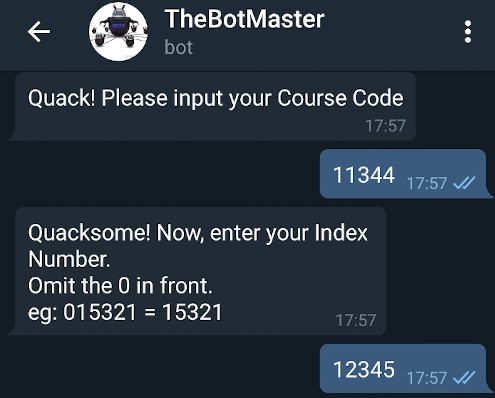 TheBotMaster
bot
BOT
Quack! Please input your Course Code
17:57
11344 17:57
Quacksome! Now, enter your Index
Number.
Omit the 0 in front.
eg: 015321 = 15321
17:57
12345 17:57